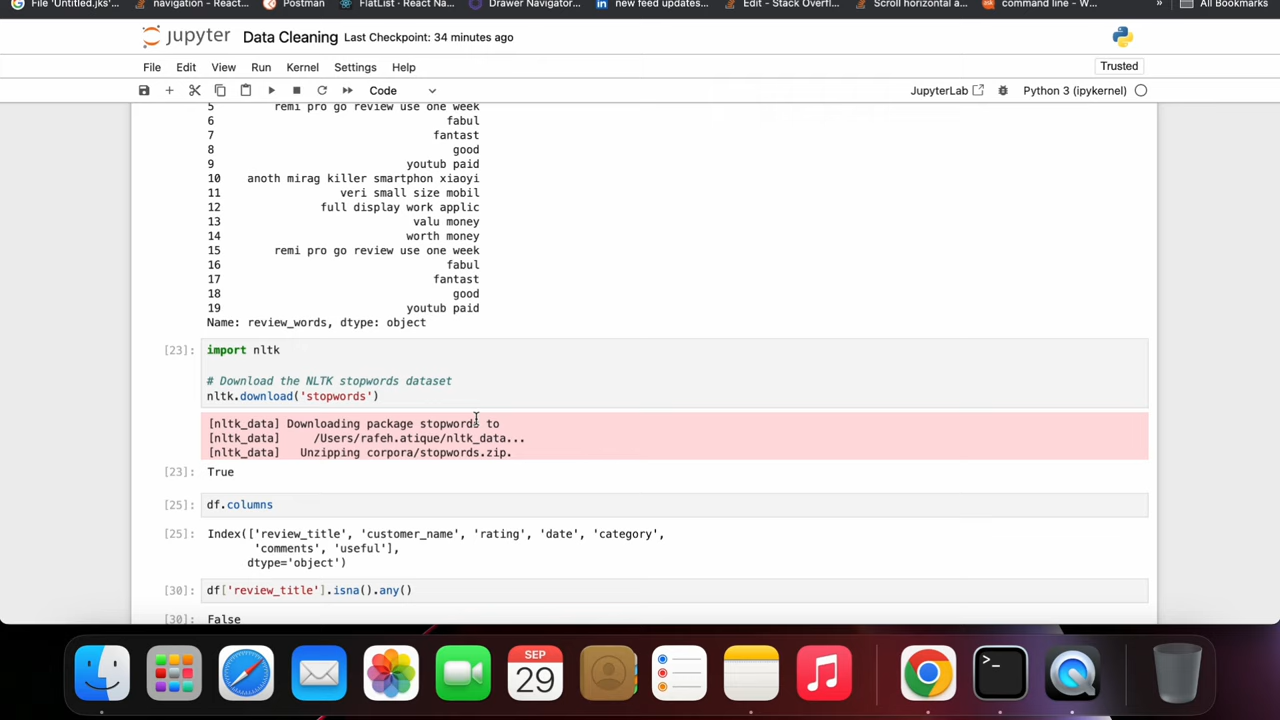 File 'Untitled.jks'...
navigation - React...
Postman
FlatList · React Na...
Drawer Navigator...
new feed updates...
Edit - Stack Overfl...
Scroll horizontal a...
command line - W...
»
All Bookmarks
jupyter Data Cleaning Last Checkpoint: 34 minutes ago
File Edit View Run Kernel Settings Help
Trusted
Code
JupyterLab
Python 3 (ipykernel)
5 remi pro go review use one week
6 fabul
7 fantast
8 good
9 youtub paid
10 anoth mirag killer smartphon xiaoyi
11 veri small size mobil
12 full display work applic
13 valu money
14 worth money
15 remi pro go review use one week
16 fabul
17 fantast
18 good
19 youtub paid
Name: review_words, dtype: object
[23]: import nltk
# Download the NLTK stopwords dataset
nltk.download('stopwords')
[nltk_data] Downloading package stopwords to
[nltk_data] /Users/rafeh.atique/nltk_data...
[nltk_data] Unzipping corpora/stopwords.zip.
[23]: True
[25]: df.columns
[25]: Index(['review_title', 'customer_name', 'rating', 'date', 'category',
'comments', 'useful'],
dtype='object')
[30]: df['review_title'].isna().any()
[30]: False
SEP
29
>_